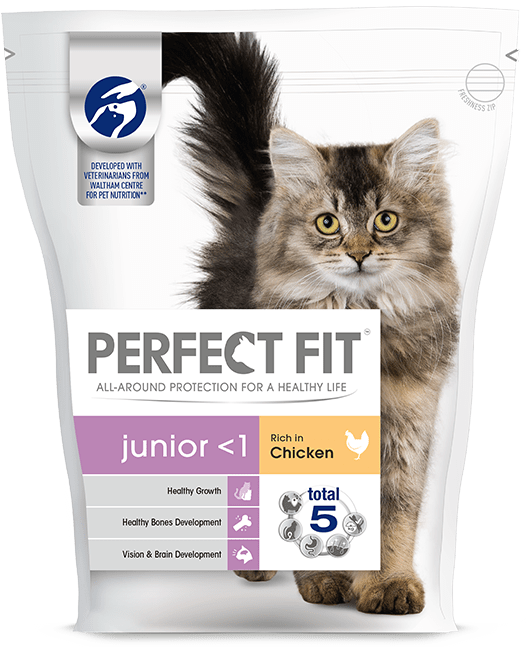 DEVELOPED WITH
VETERINARIANS FROM
WALTHAM CENTRE
FOR PET NUTRITION**
FRESHNESS ZIP
PERFECT FIT™
ALL-AROUND PROTECTION FOR A HEALTHY LIFE
junior <1
Rich in
Chicken
Healthy Growth
Healthy Bones Development
Vision & Brain Development
total
5